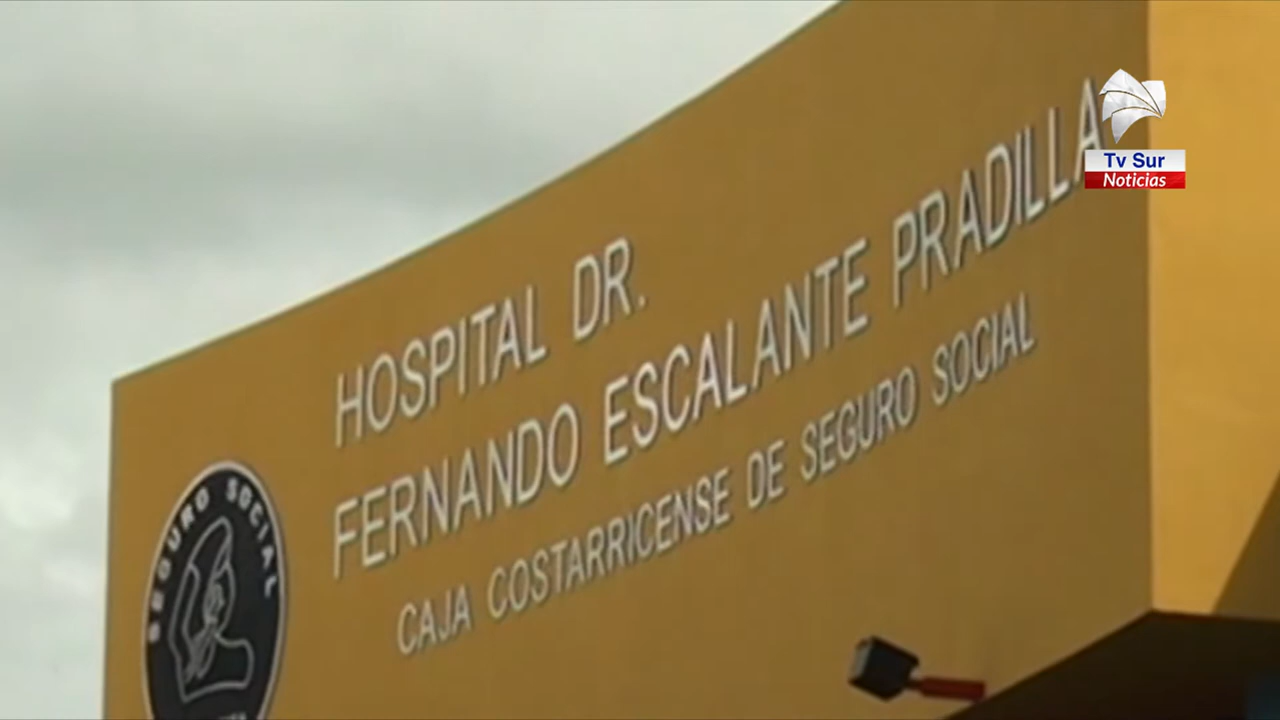 HOSPITAL DR.
FERNANDO ESCALANTE PRADILLA
CAJA COSTARRICENSE DE SEGURO SOCIAL
SEGURO SOCIAL
Tv Sur
Noticias